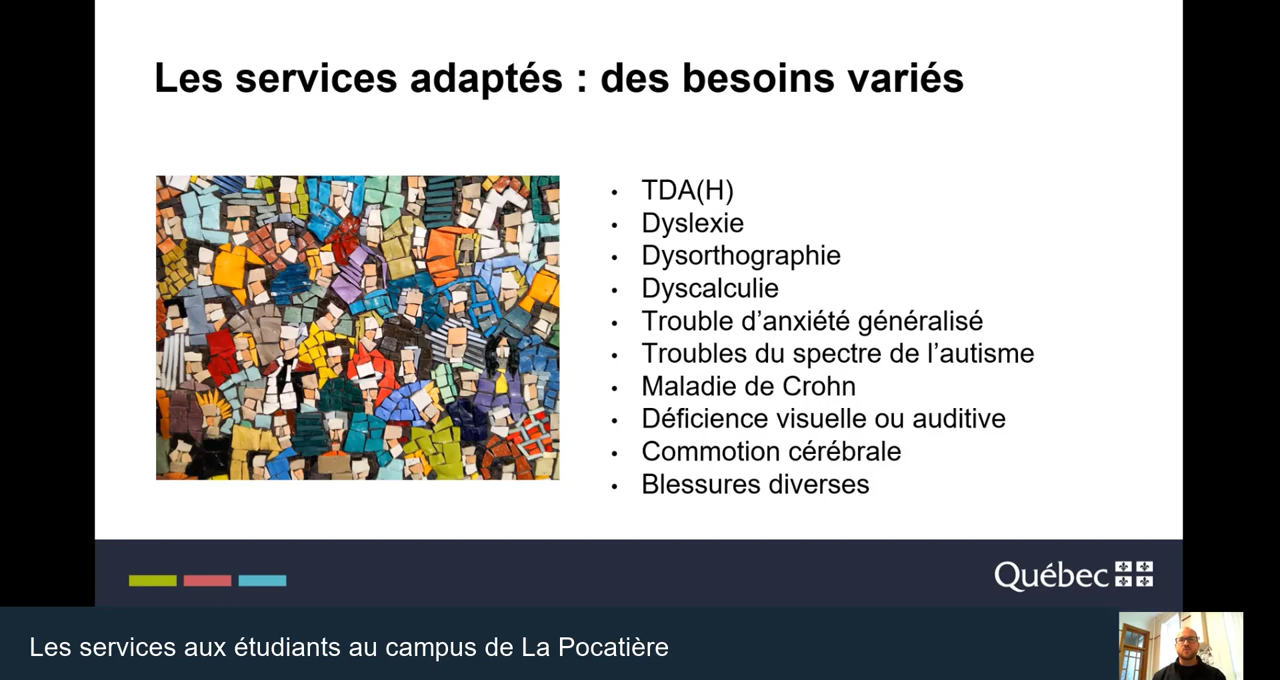 Les services adaptés : des besoins variés
• TDA(H)
• Dyslexie
• Dysorthographie
• Dyscalculie
• Trouble d’anxiété généralisé
• Troubles du spectre de l’autisme
• Maladie de Crohn
• Déficience visuelle ou auditive
• Commotion cérébrale
• Blessures diverses
Québec
Les services aux étudiants au campus de La Pocatière